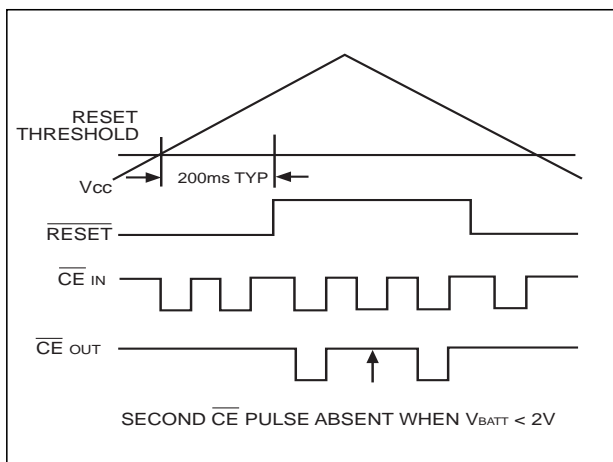 RESET
THRESHOLD
Vcc
200ms TYP
RESET
CE IN
CE OUT
SECOND CE PULSE ABSENT WHEN VBATT < 2V